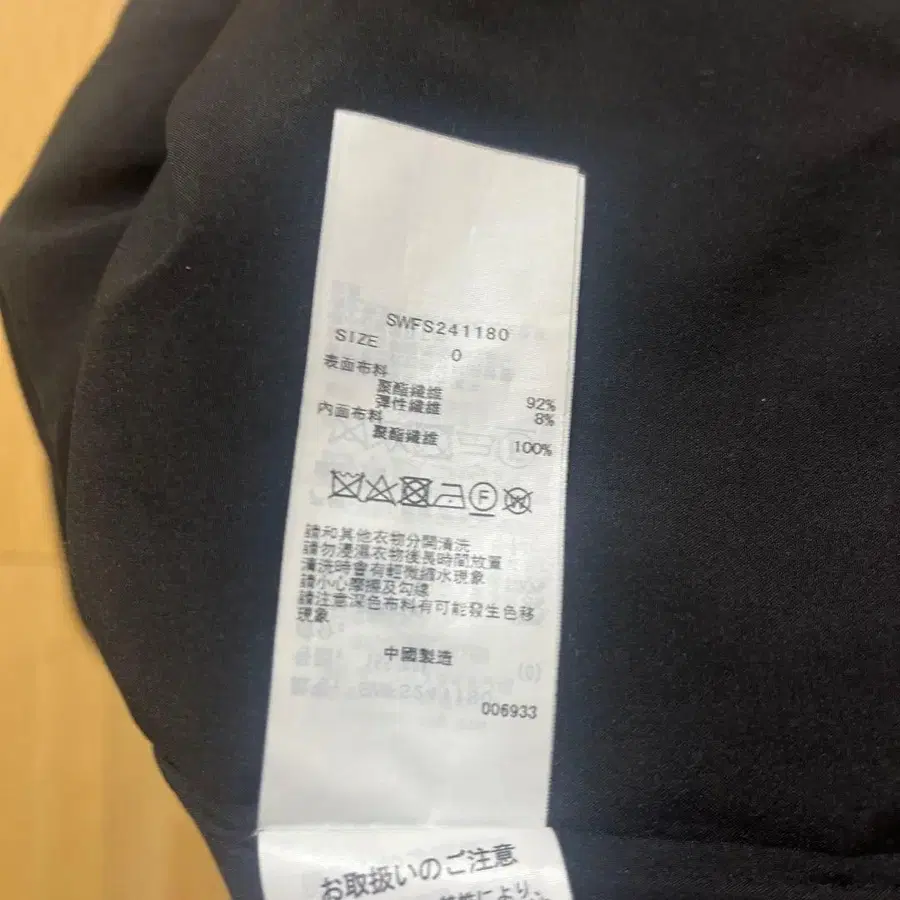 SWFS241180
SIZE 0
表面布料
聚酯纖維 92%
彈性纖維 8%
內面布料
聚酯纖維 100%
F W
請和其他衣物分開清洗
請勿浸濕衣物後長時間放置
清洗時會有輕微縮水現象
請小心摩擦及勾線
請注意深色布料有可能發生色移
現象
中國製造
006933
お取扱いのご注意
性により、